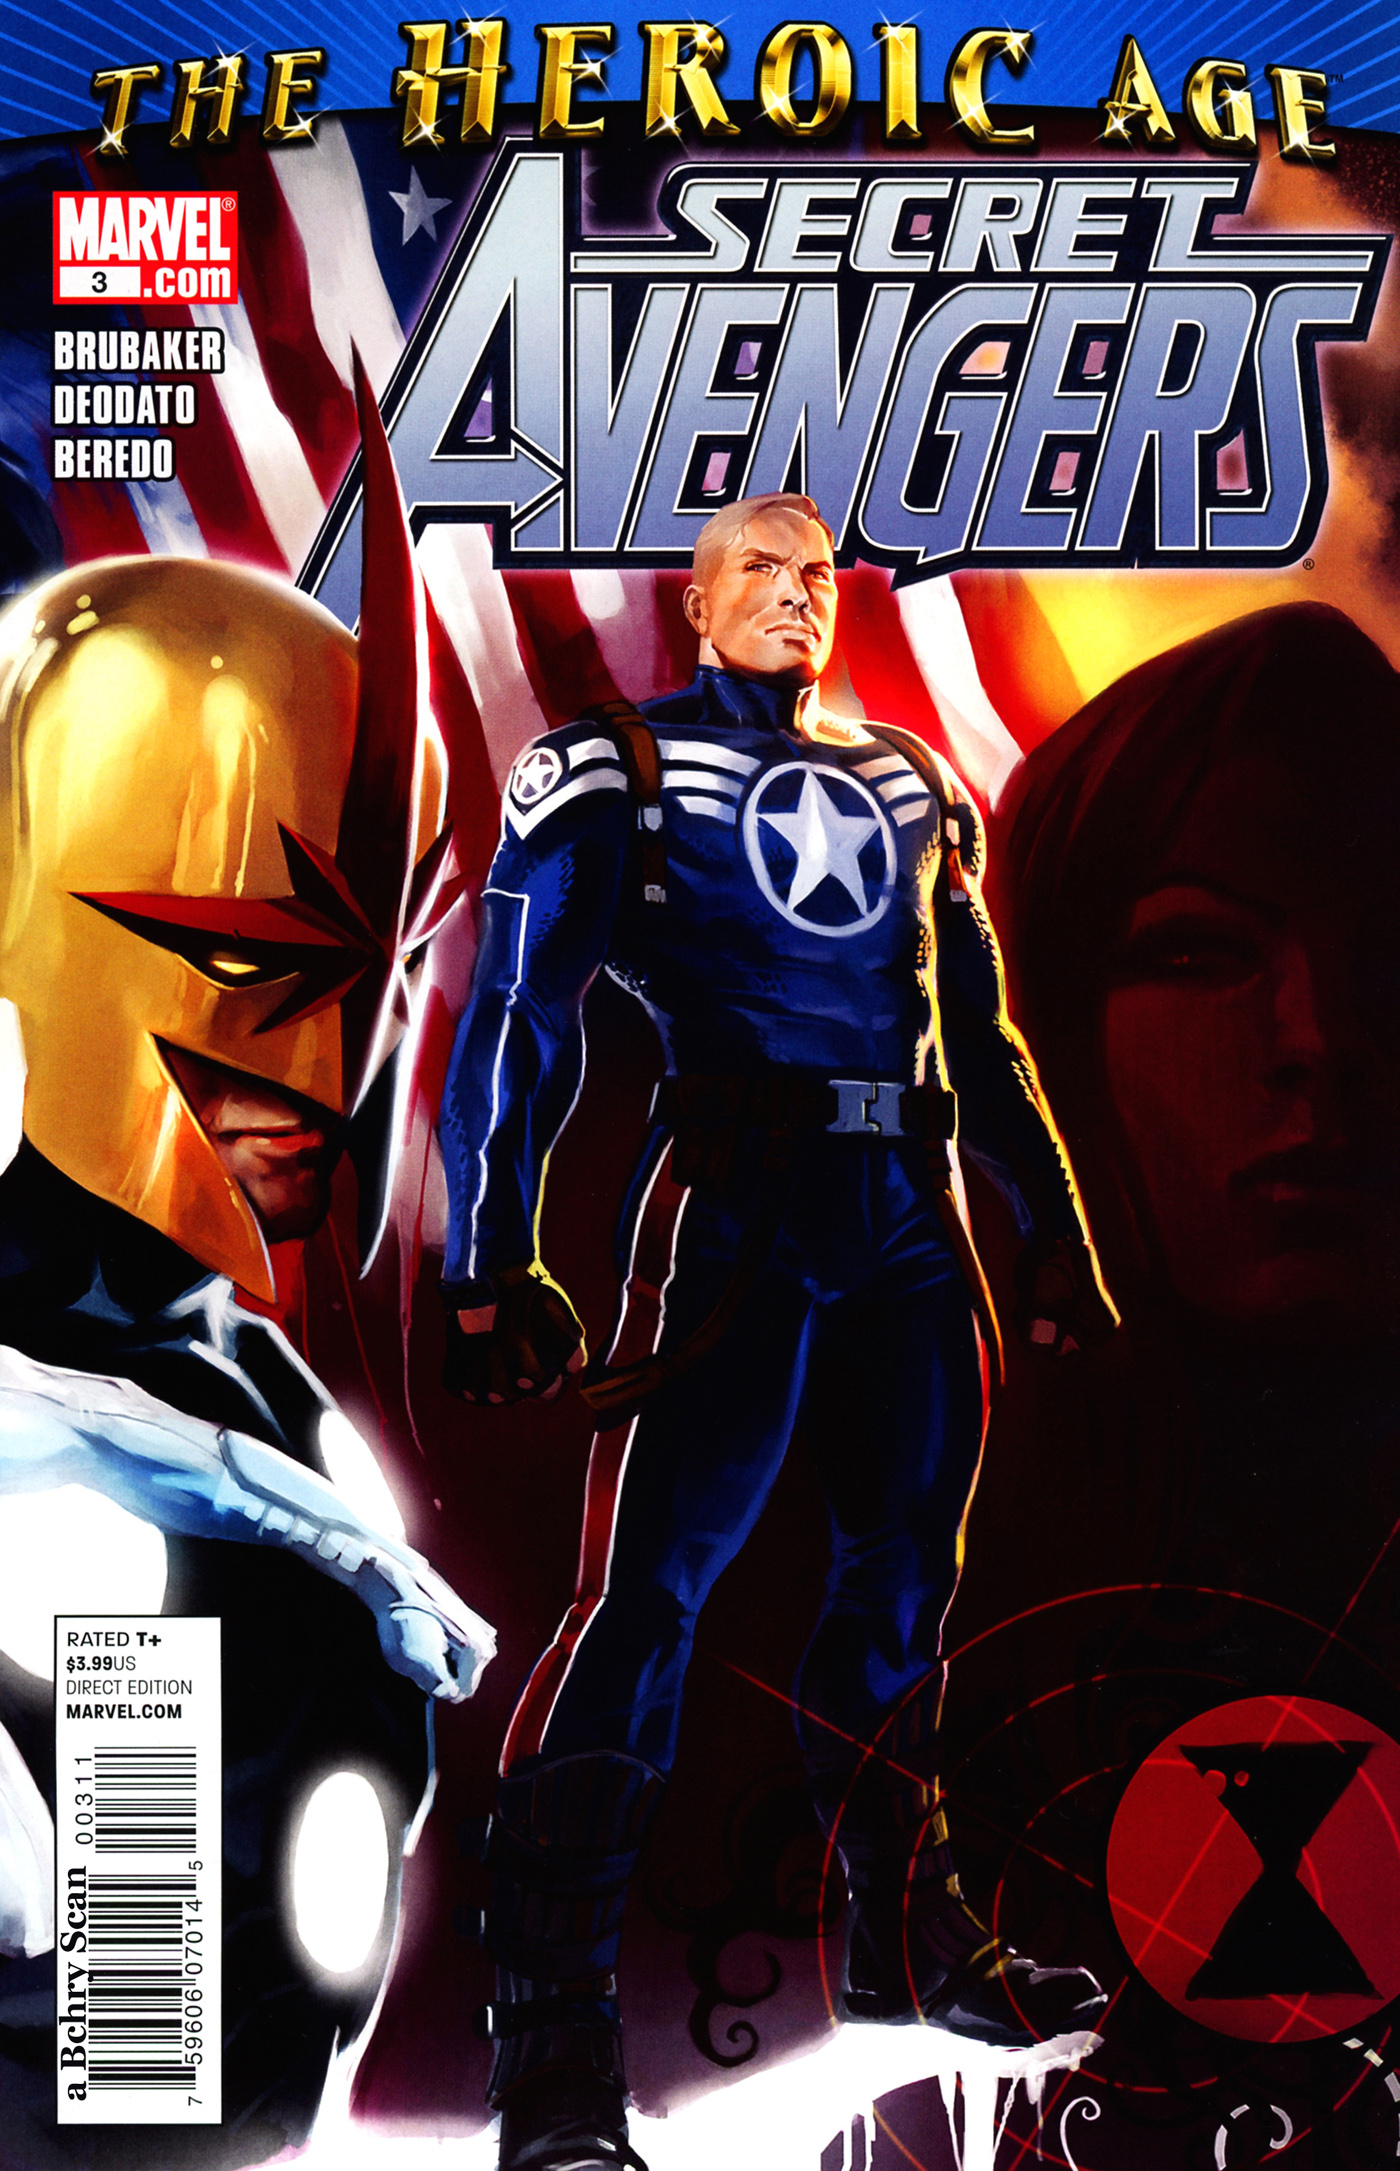 THE HEROIC AGE™
SECRET
AVENGERS®
MARVEL®
3 .com
BRUBAKER
DEODATO
BEREDO
RATED T+
$3.99US
DIRECT EDITION
MARVEL.COM
00311
7 59606 07014 5
a Bchry Scan